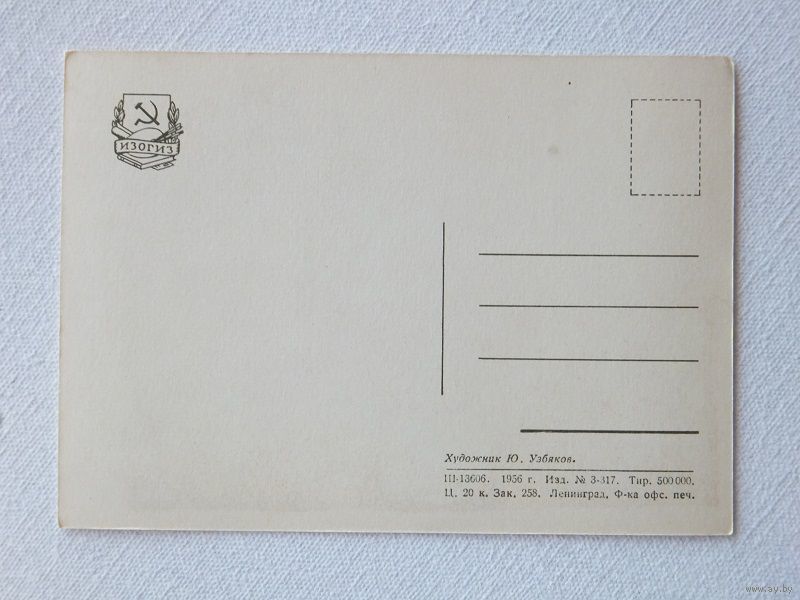 ИЗОГИЗ
Художник Ю. Узбяков.
Ш-13606. 1956 г. Изд. № 3-317. Тир. 500 000.
Ц. 20 к. Зак. 258. Ленинград, Ф-ка офс. печ.
www.ay.by